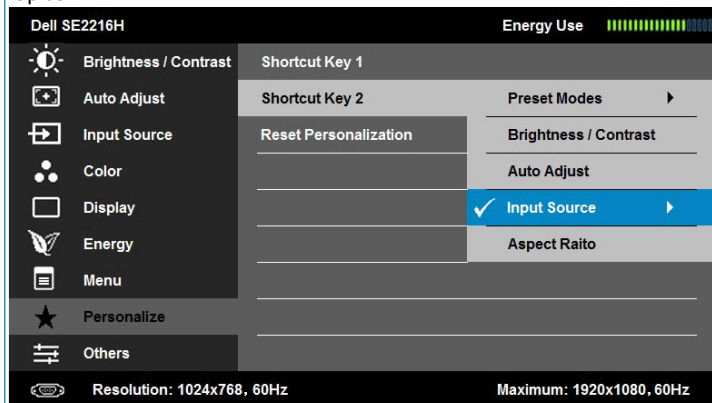 Dell SE2216H Energy Use
Brightness / Contrast Shortcut Key 1
Auto Adjust Shortcut Key 2 Preset Modes
Input Source Reset Personalization Brightness / Contrast
Color Auto Adjust
Display Input Source
Energy Aspect Raito
Menu
Personalize
Others
Resolution: 1024x768, 60Hz Maximum: 1920x1080, 60Hz